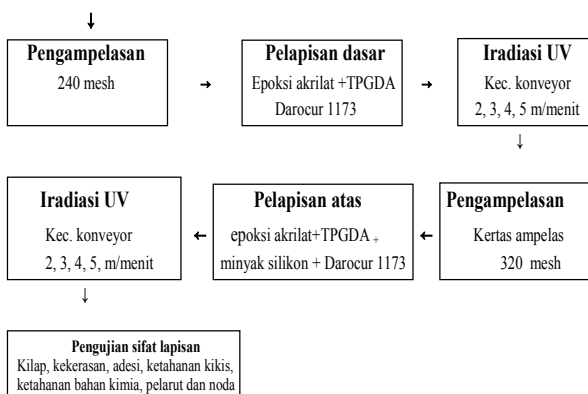 Pengampelasan
240 mesh
Pelapisan dasar
Epoksi akrilat +TPGDA
Darocur 1173
Iradiasi UV
Kec. konveyor
2, 3, 4, 5 m/menit
Pengampelasan
Kertas ampelas
320 mesh
Pelapisan atas
epoksi akrilat+TPGDA +
minyak silikon + Darocur 1173
Iradiasi UV
Kec. konveyor
2, 3, 4, 5, m/menit
Pengujian sifat lapisan
Kilap, kekerasan, adesi, ketahanan kikis,
ketahanan bahan kimia, pelarut dan noda